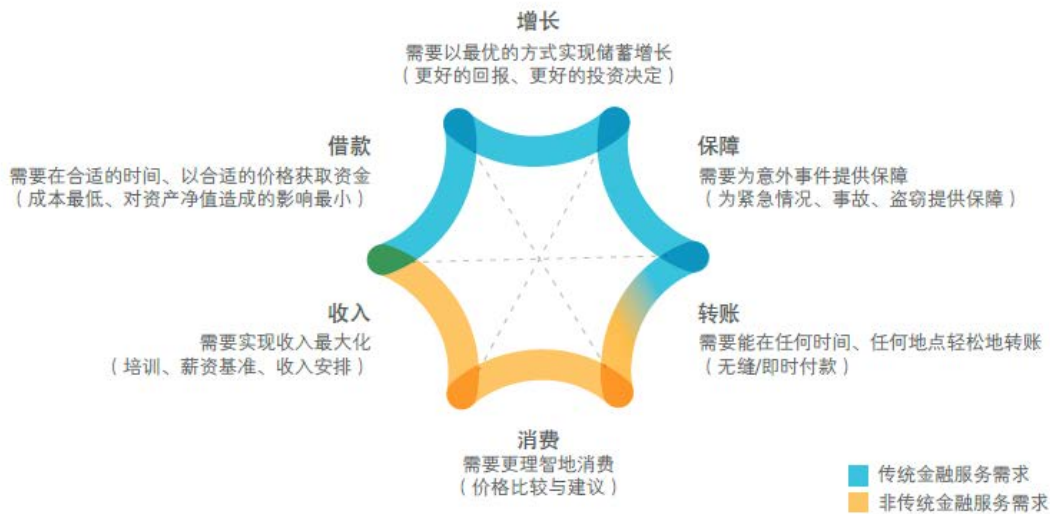 增长
需要以最优的方式实现储蓄增长
（更好的回报、更好的投资决定）
借款
需要在合适的时间、以合适的价格获取资金
（成本最低、对资产净值造成的影响最小）
保障
需要为意外事件提供保障
（为紧急情况、事故、盗窃提供保障）
收入
需要实现收入最大化
（培训、薪资基准、收入安排）
转账
需要能在任何时间、任何地点轻松地转账
（无缝/即时付款）
消费
需要更理智地消费
（价格比较与建议）
传统金融服务需求
非传统金融服务需求